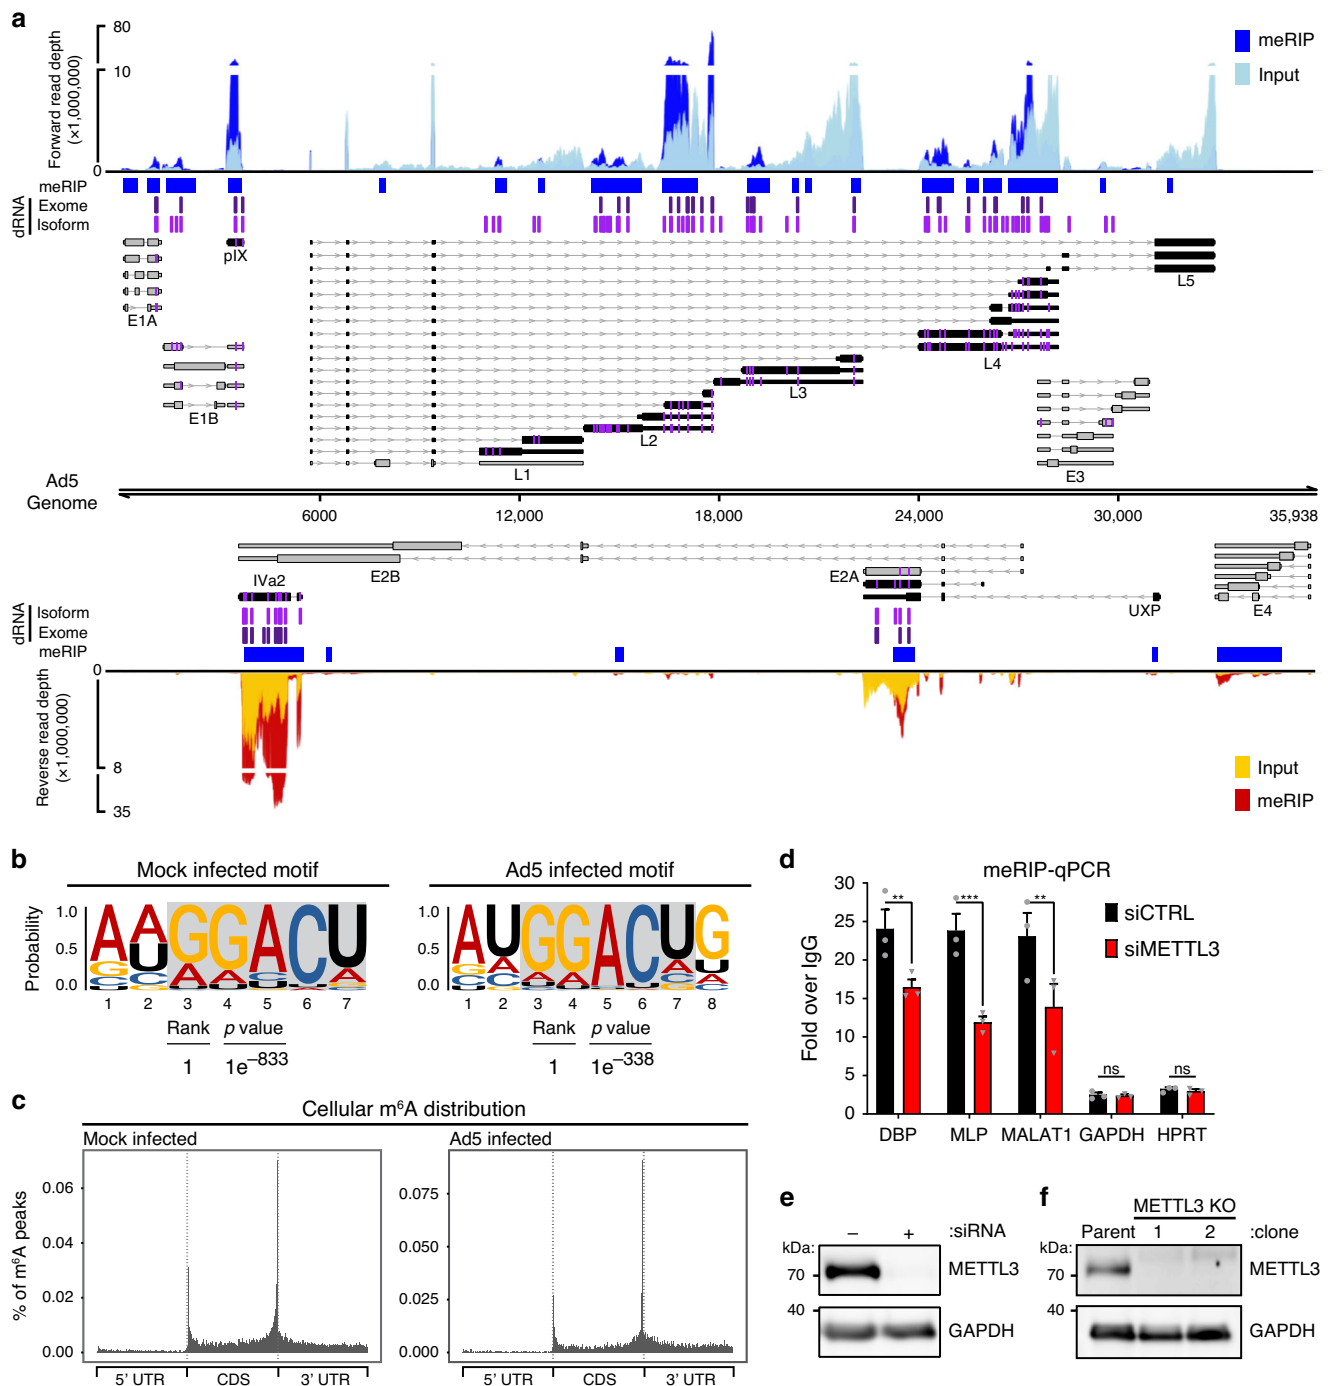 a
80
10
0
Forward read depth
(×1,000,000)
meRIP
Input
meRIP
dRNA
Exome
Isoform
pIX
E1A
E1B
L5
L4
L3
L2
L1
E3
Ad5
Genome
6000
12,000
18,000
24,000
30,000
35,938
E2B
IVa2
E2A
UXP
E4
dRNA
Isoform
Exome
meRIP
0
8
35
Reverse read depth
(×1,000,000)
Input
meRIP
b
Mock infected motif
Probability
1.0
0.5
0.0
1 2 3 4 5 6 7
Rank
p value
1
1e–833
Ad5 infected motif
1.0
0.5
0.0
1 2 3 4 5 6 7 8
Rank
p value
1
1e–338
c
Cellular m⁶A distribution
Mock infected
Ad5 infected
% of m⁶A peaks
0.06
0.04
0.02
0.00
5′ UTR
CDS
3′ UTR
0.075
0.050
0.025
0.000
5′ UTR
CDS
3′ UTR
d
meRIP-qPCR
Fold over IgG
30
25
20
15
10
5
0
**
***
**
ns
ns
siCTRL
siMETTL3
DBP
MLP
MALAT1
GAPDH
HPRT
e
– + :siRNA
kDa:
70
METTL3
40
GAPDH
f
METTL3 KO
Parent 1 2 :clone
kDa:
70
METTL3
40
GAPDH